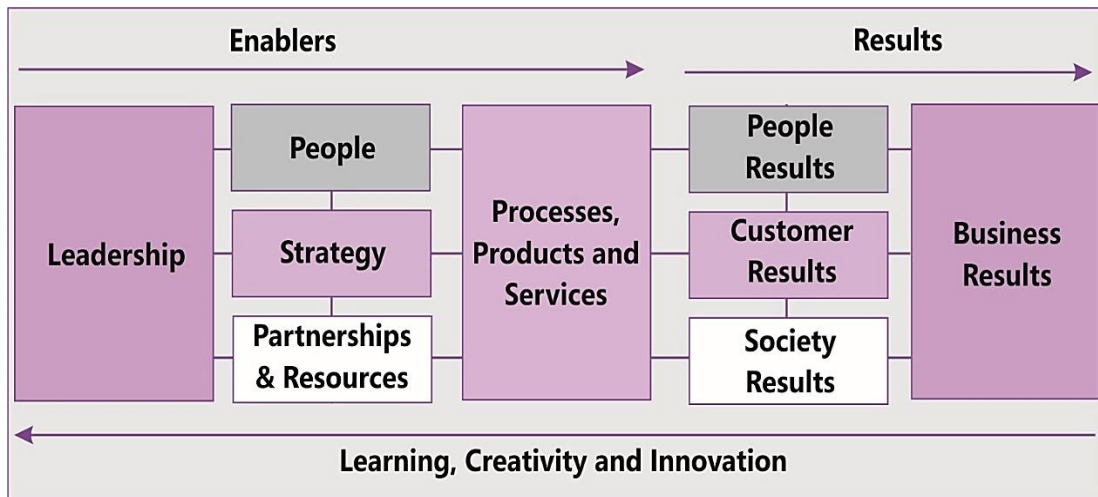 Enablers
Results
Leadership
People
Strategy
Partnerships
& Resources
Processes,
Products and
Services
People
Results
Customer
Results
Society
Results
Business
Results
Learning, Creativity and Innovation